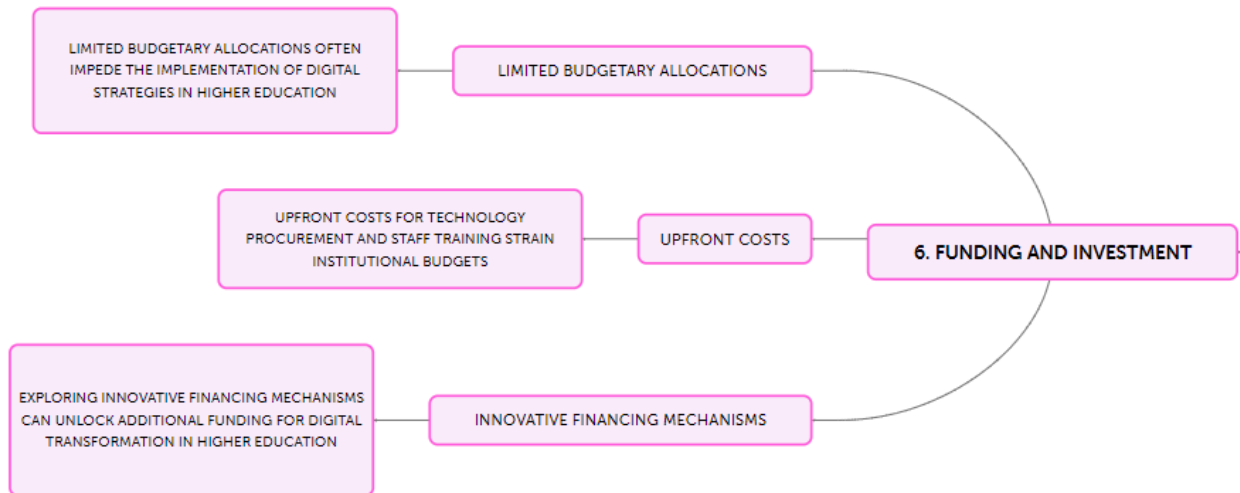 LIMITED BUDGETARY ALLOCATIONS OFTEN
IMPEDE THE IMPLEMENTATION OF DIGITAL
STRATEGIES IN HIGHER EDUCATION
LIMITED BUDGETARY ALLOCATIONS
UPFRONT COSTS FOR TECHNOLOGY
PROCUREMENT AND STAFF TRAINING STRAIN
INSTITUTIONAL BUDGETS
UPFRONT COSTS
6. FUNDING AND INVESTMENT
EXPLORING INNOVATIVE FINANCING MECHANISMS
CAN UNLOCK ADDITIONAL FUNDING FOR DIGITAL
TRANSFORMATION IN HIGHER EDUCATION
INNOVATIVE FINANCING MECHANISMS